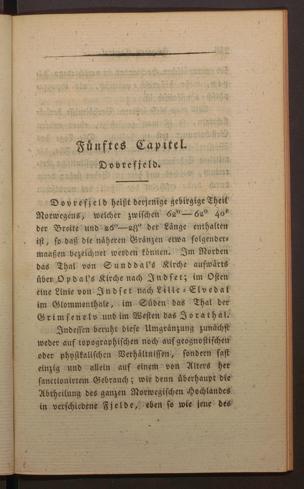 Fünftes Capitel.
Dovrefjeld.
Dovrefjeld heißt derjenige gebirgige Theil
Norwegens, welcher zwischen 62° — 62° 40'
der Breite und 26° — 28° der Länge enthalten
ist, so daß die näheren Gränzen etwa folgender-
maaßen bezeichnet werden können. Im Norden
das Thal von Sunddal's Kirche aufwärts
über Opdal's Kirche nach Indset; im Osten
eine Linie von Indset nach Lille-Elvedal
im Glommenthale, im Süden das Thal der
Grimsenelv und im Westen das Jorathal.
Indessen beruht diese Umgränzung zunächst
weder auf topographischen noch auf geognostischen
oder physikalischen Verhältnissen, sondern fast
einzig und allein auf einem von Alters her
sanctionirten Gebrauch; wie denn überhaupt die
Abtheilung des ganzen Norwegischen Hochlandes
in verschiedene Fjelde, eben so wie jene des